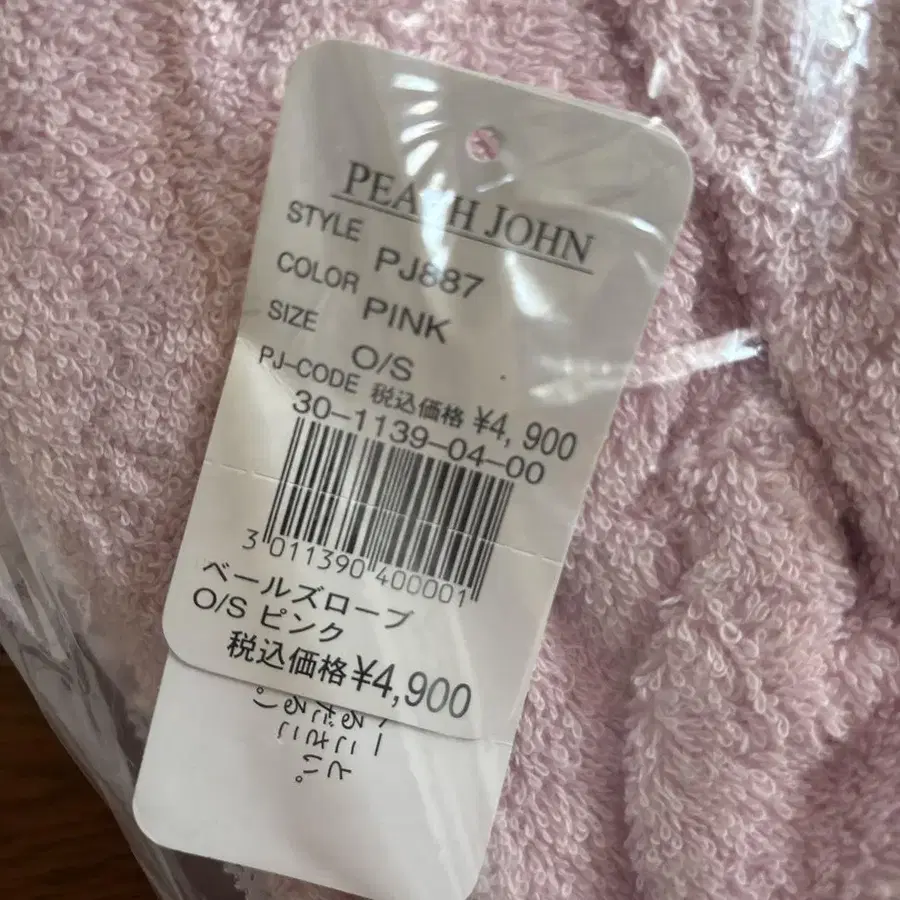 PEACH JOHN
STYLE PJ887
COLOR PINK
SIZE O/S
PJ-CODE 税込価格 ¥4,900
30-1139-04-00
3 011390 400001
ベールズローブ
O/S ピンク
税込価格 ¥4,900